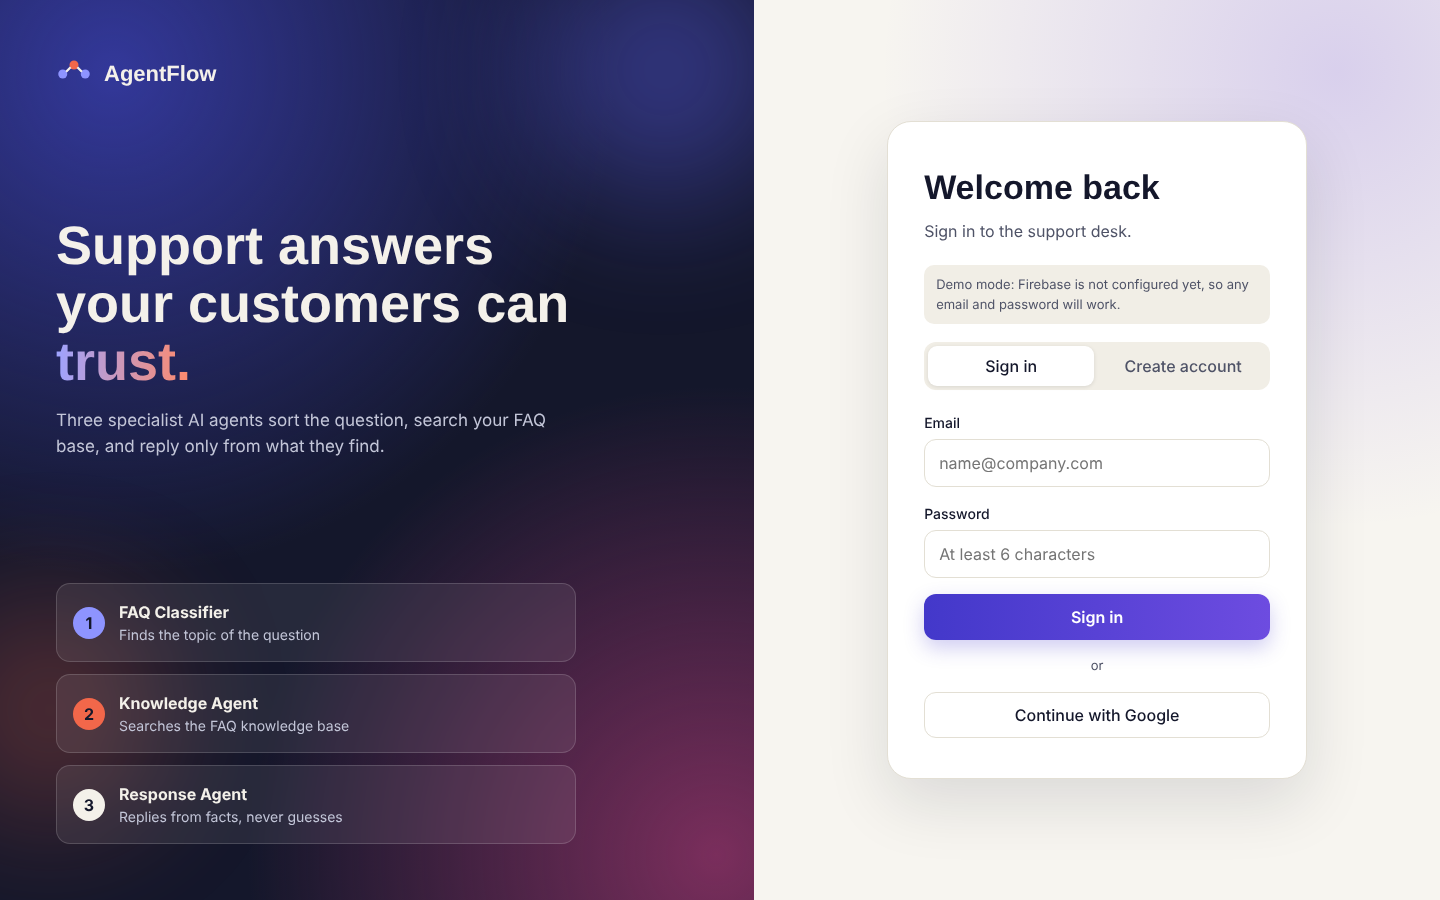 AgentFlow
Support answers
your customers can
trust.
Three specialist AI agents sort the question, search your FAQ
base, and reply only from what they find.
1
FAQ Classifier
Finds the topic of the question
2
Knowledge Agent
Searches the FAQ knowledge base
3
Response Agent
Replies from facts, never guesses
Welcome back
Sign in to the support desk.
Demo mode: Firebase is not configured yet, so any
email and password will work.
Sign in
Create account
Email
name@company.com
Password
At least 6 characters
Sign in
or
Continue with Google